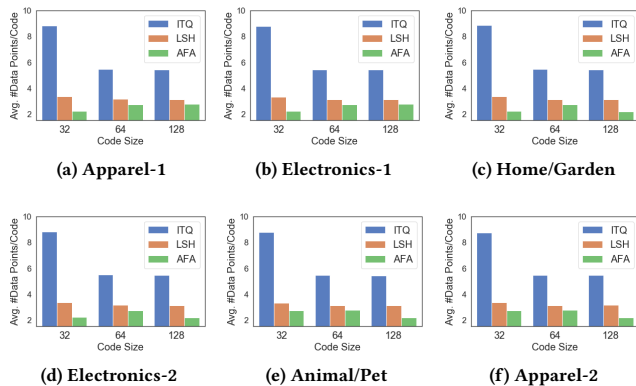 Avg. #Data Points/Code
10
8
6
4
2
32 64 128
Code Size
ITQ
LSH
AFA
(a) Apparel-1
Avg. #Data Points/Code
10
8
6
4
2
32 64 128
Code Size
ITQ
LSH
AFA
(b) Electronics-1
Avg. #Data Points/Code
10
8
6
4
2
32 64 128
Code Size
ITQ
LSH
AFA
(c) Home/Garden
Avg. #Data Points/Code
10
8
6
4
2
32 64 128
Code Size
ITQ
LSH
AFA
(d) Electronics-2
Avg. #Data Points/Code
10
8
6
4
2
32 64 128
Code Size
ITQ
LSH
AFA
(e) Animal/Pet
Avg. #Data Points/Code
10
8
6
4
2
32 64 128
Code Size
ITQ
LSH
AFA
(f) Apparel-2